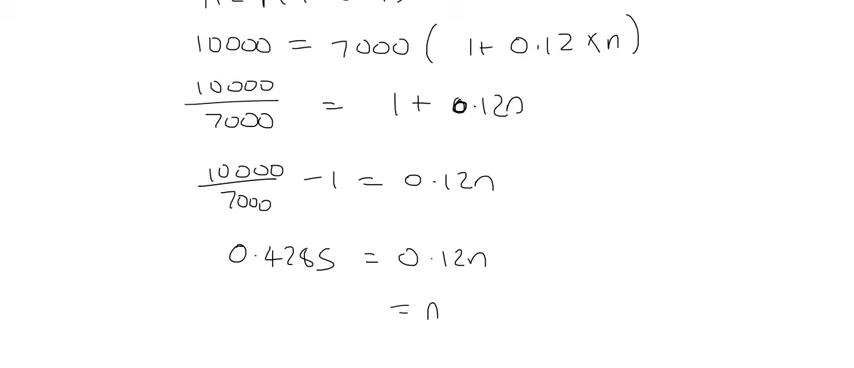 10000 = 7000 ( 1 + 0.12 × n )
10000/7000 = 1 + 0.12n
10000/7000 - 1 = 0.12n
0.4285 = 0.12n
= n